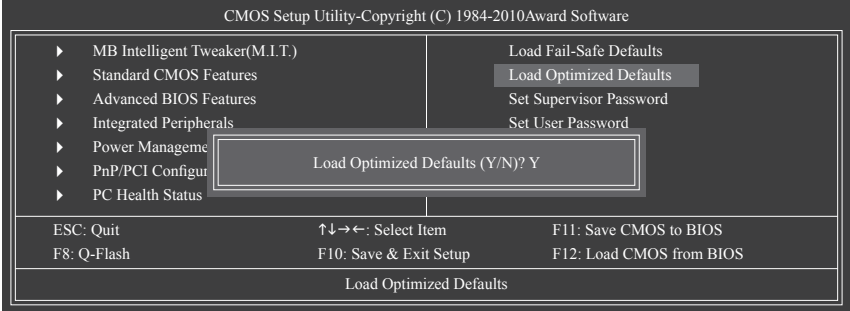 CMOS Setup Utility-Copyright (C) 1984-2010Award Software
MB Intelligent Tweaker(M.I.T.)
Standard CMOS Features
Advanced BIOS Features
Integrated Peripherals
Power Manageme
PnP/PCI Configur
PC Health Status
Load Fail-Safe Defaults
Load Optimized Defaults
Set Supervisor Password
Set User Password
Load Optimized Defaults (Y/N)? Y
ESC: Quit ↑↓→←: Select Item F11: Save CMOS to BIOS
F8: Q-Flash F10: Save & Exit Setup F12: Load CMOS from BIOS
Load Optimized Defaults